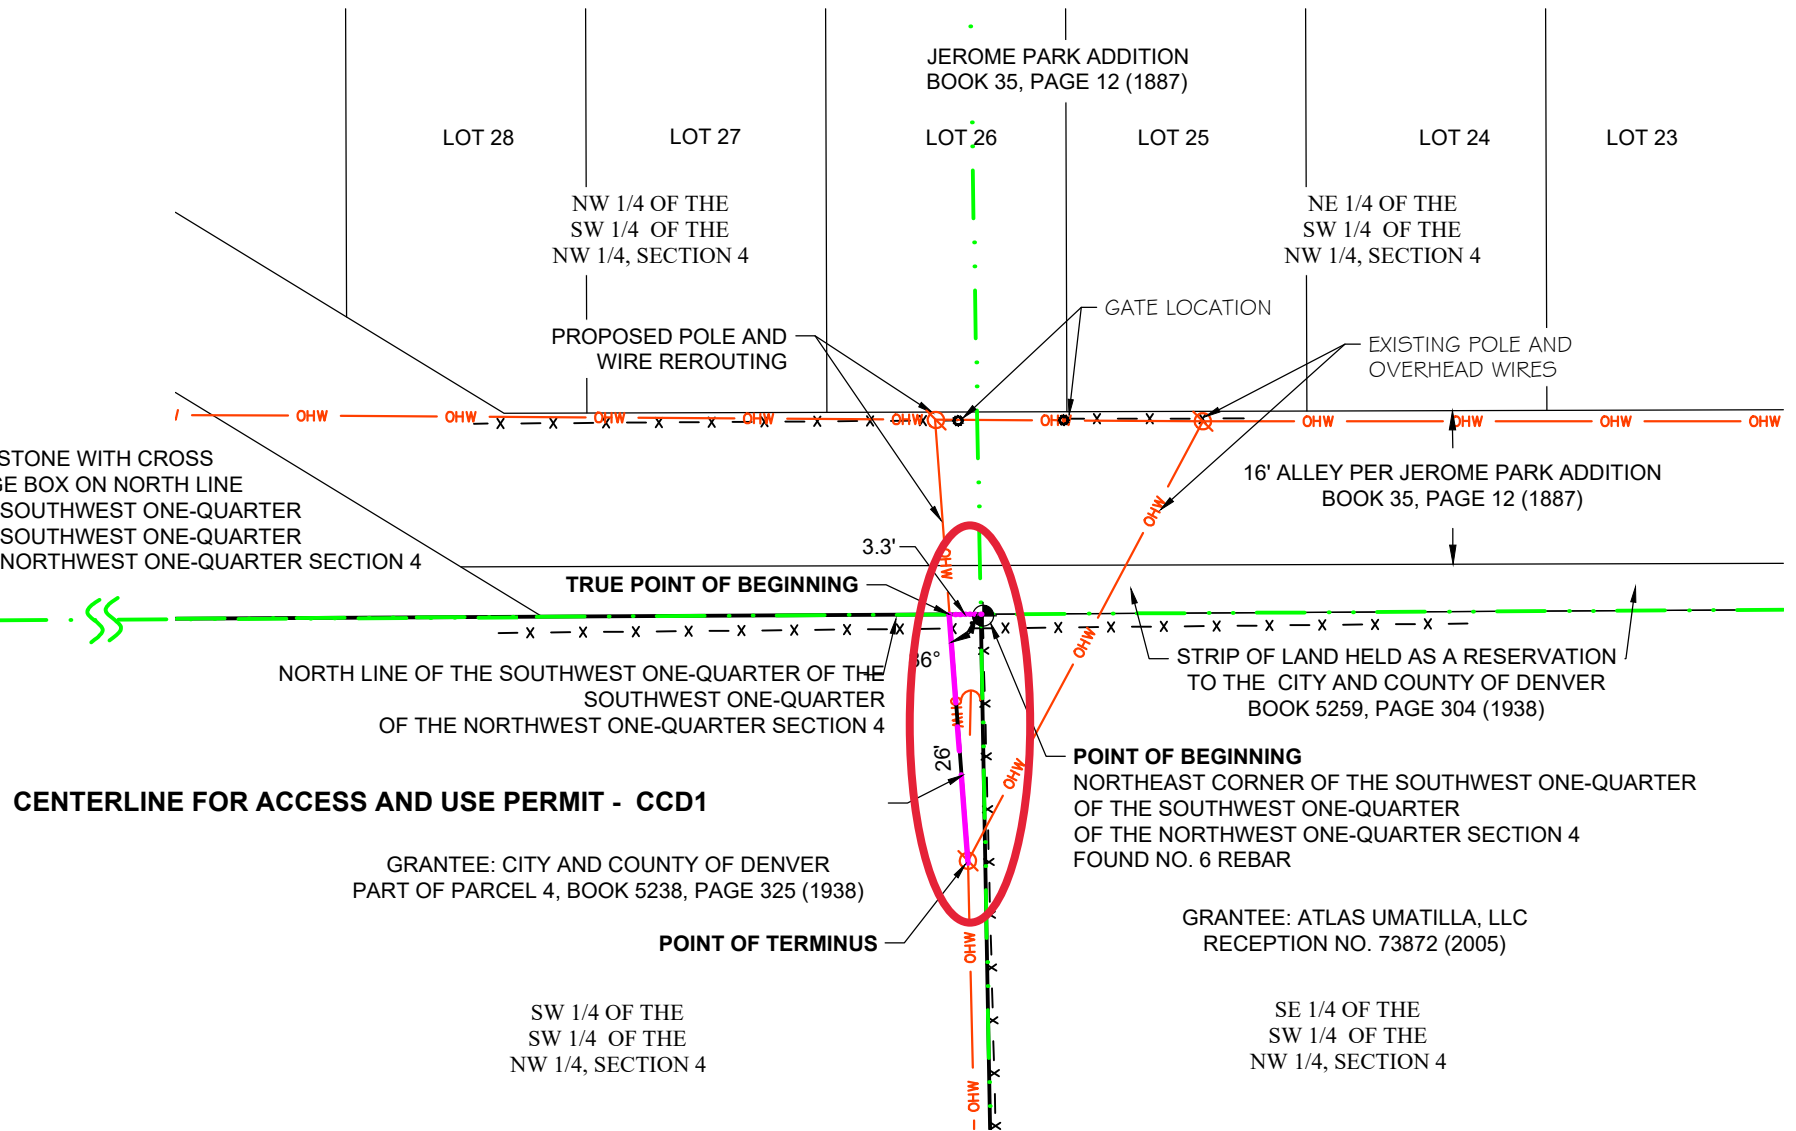 JEROME PARK ADDITION
BOOK 35, PAGE 12 (1887)
LOT 28
LOT 27
LOT 26
LOT 25
LOT 24
LOT 23
NW 1/4 OF THE
SW 1/4 OF THE
NW 1/4, SECTION 4
NE 1/4 OF THE
SW 1/4 OF THE
NW 1/4, SECTION 4
GATE LOCATION
PROPOSED POLE AND
WIRE REROUTING
EXISTING POLE AND
OVERHEAD WIRES
OHW OHW OHW OHW OHW OHW OHW OHW OHW
STONE WITH CROSS
GE BOX ON NORTH LINE
SOUTHWEST ONE-QUARTER
SOUTHWEST ONE-QUARTER
NORTHWEST ONE-QUARTER SECTION 4
16' ALLEY PER JEROME PARK ADDITION
BOOK 35, PAGE 12 (1887)
OHW
3.3'
OHW
TRUE POINT OF BEGINNING
OHW
36°
NORTH LINE OF THE SOUTHWEST ONE-QUARTER OF THE
SOUTHWEST ONE-QUARTER
OF THE NORTHWEST ONE-QUARTER SECTION 4
STRIP OF LAND HELD AS A RESERVATION
TO THE CITY AND COUNTY OF DENVER
BOOK 5259, PAGE 304 (1938)
OHW
26'
OHW
POINT OF BEGINNING
NORTHEAST CORNER OF THE SOUTHWEST ONE-QUARTER
OF THE SOUTHWEST ONE-QUARTER
OF THE NORTHWEST ONE-QUARTER SECTION 4
FOUND NO. 6 REBAR
CENTERLINE FOR ACCESS AND USE PERMIT - CCD1
GRANTEE: CITY AND COUNTY OF DENVER
PART OF PARCEL 4, BOOK 5238, PAGE 325 (1938)
POINT OF TERMINUS
OHW
GRANTEE: ATLAS UMATILLA, LLC
RECEPTION NO. 73872 (2005)
SW 1/4 OF THE
SW 1/4 OF THE
NW 1/4, SECTION 4
SE 1/4 OF THE
SW 1/4 OF THE
NW 1/4, SECTION 4
OHW